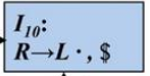 I₁₀:
R→L·, $